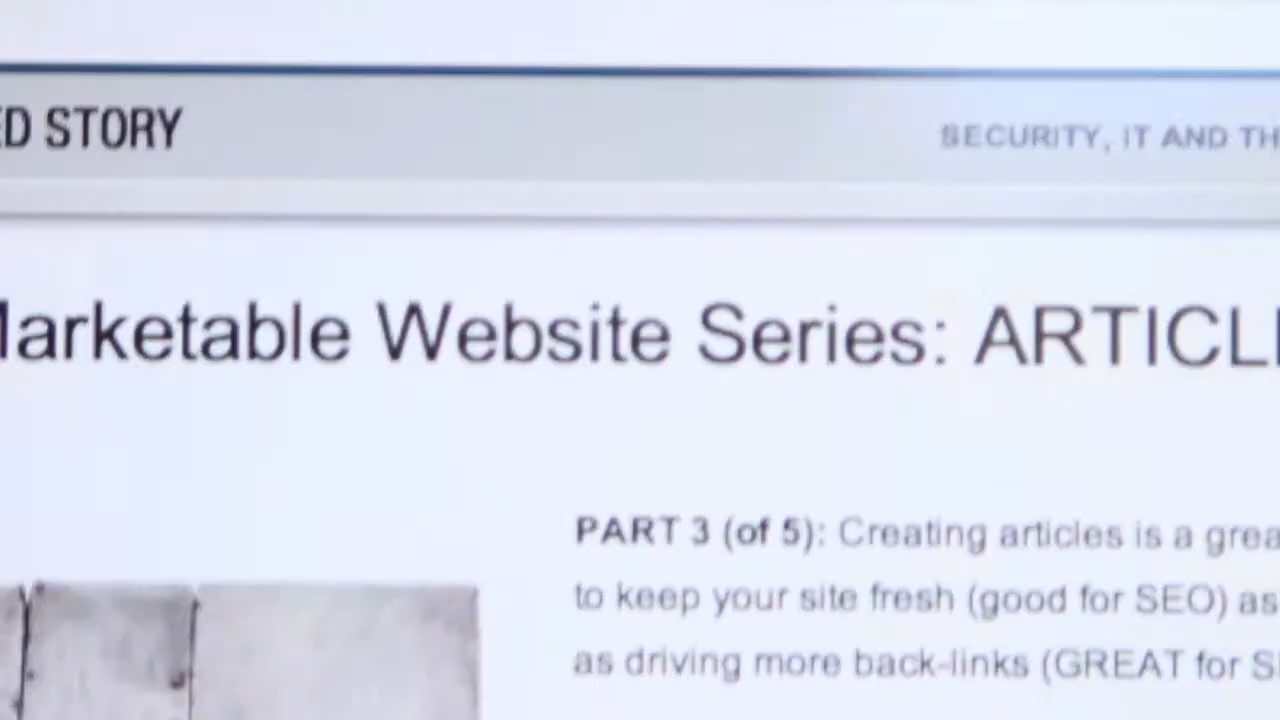 ED STORY
SECURITY, IT AND TH
Marketable Website Series: ARTICL
PART 3 (of 5): Creating articles is a grea
to keep your site fresh (good for SEO) as
as driving more back-links (GREAT for S